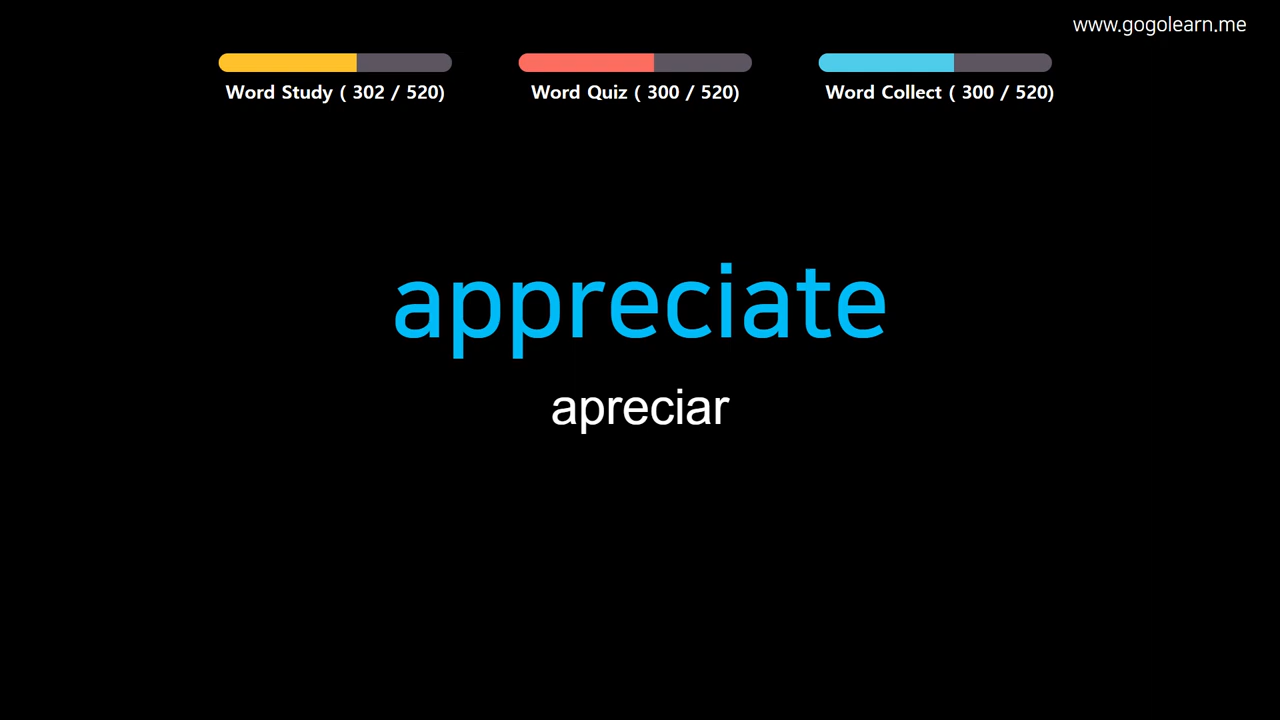 www.gogolearn.me
Word Study ( 302 / 520)
Word Quiz ( 300 / 520)
Word Collect ( 300 / 520)
appreciate
apreciar